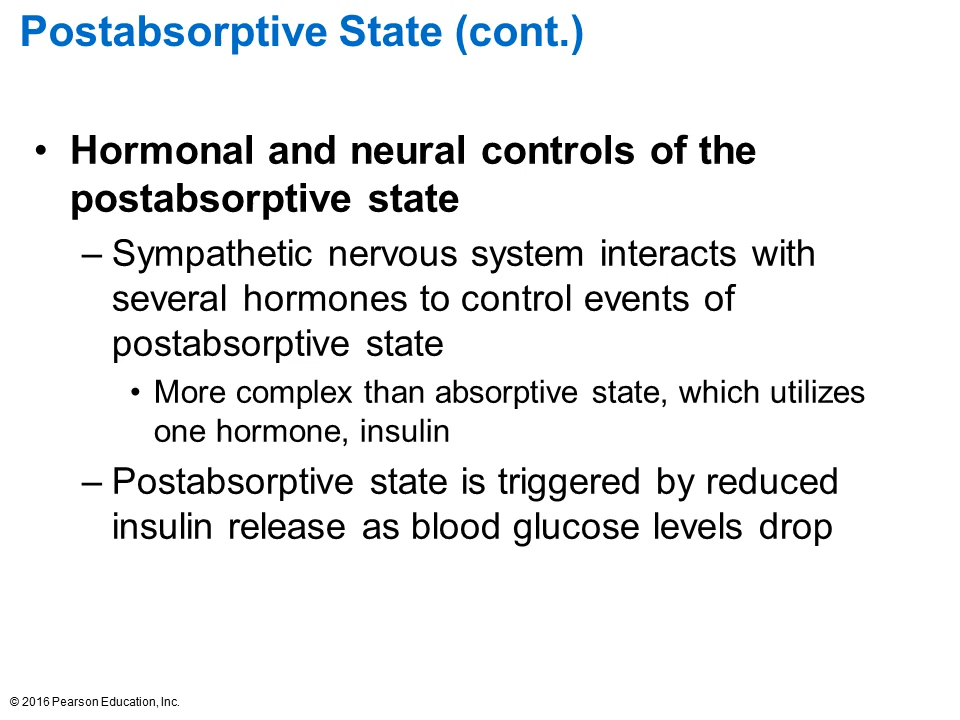 Postabsorptive State (cont.)
• Hormonal and neural controls of the
postabsorptive state
– Sympathetic nervous system interacts with
several hormones to control events of
postabsorptive state
• More complex than absorptive state, which utilizes
one hormone, insulin
– Postabsorptive state is triggered by reduced
insulin release as blood glucose levels drop
© 2016 Pearson Education, Inc.